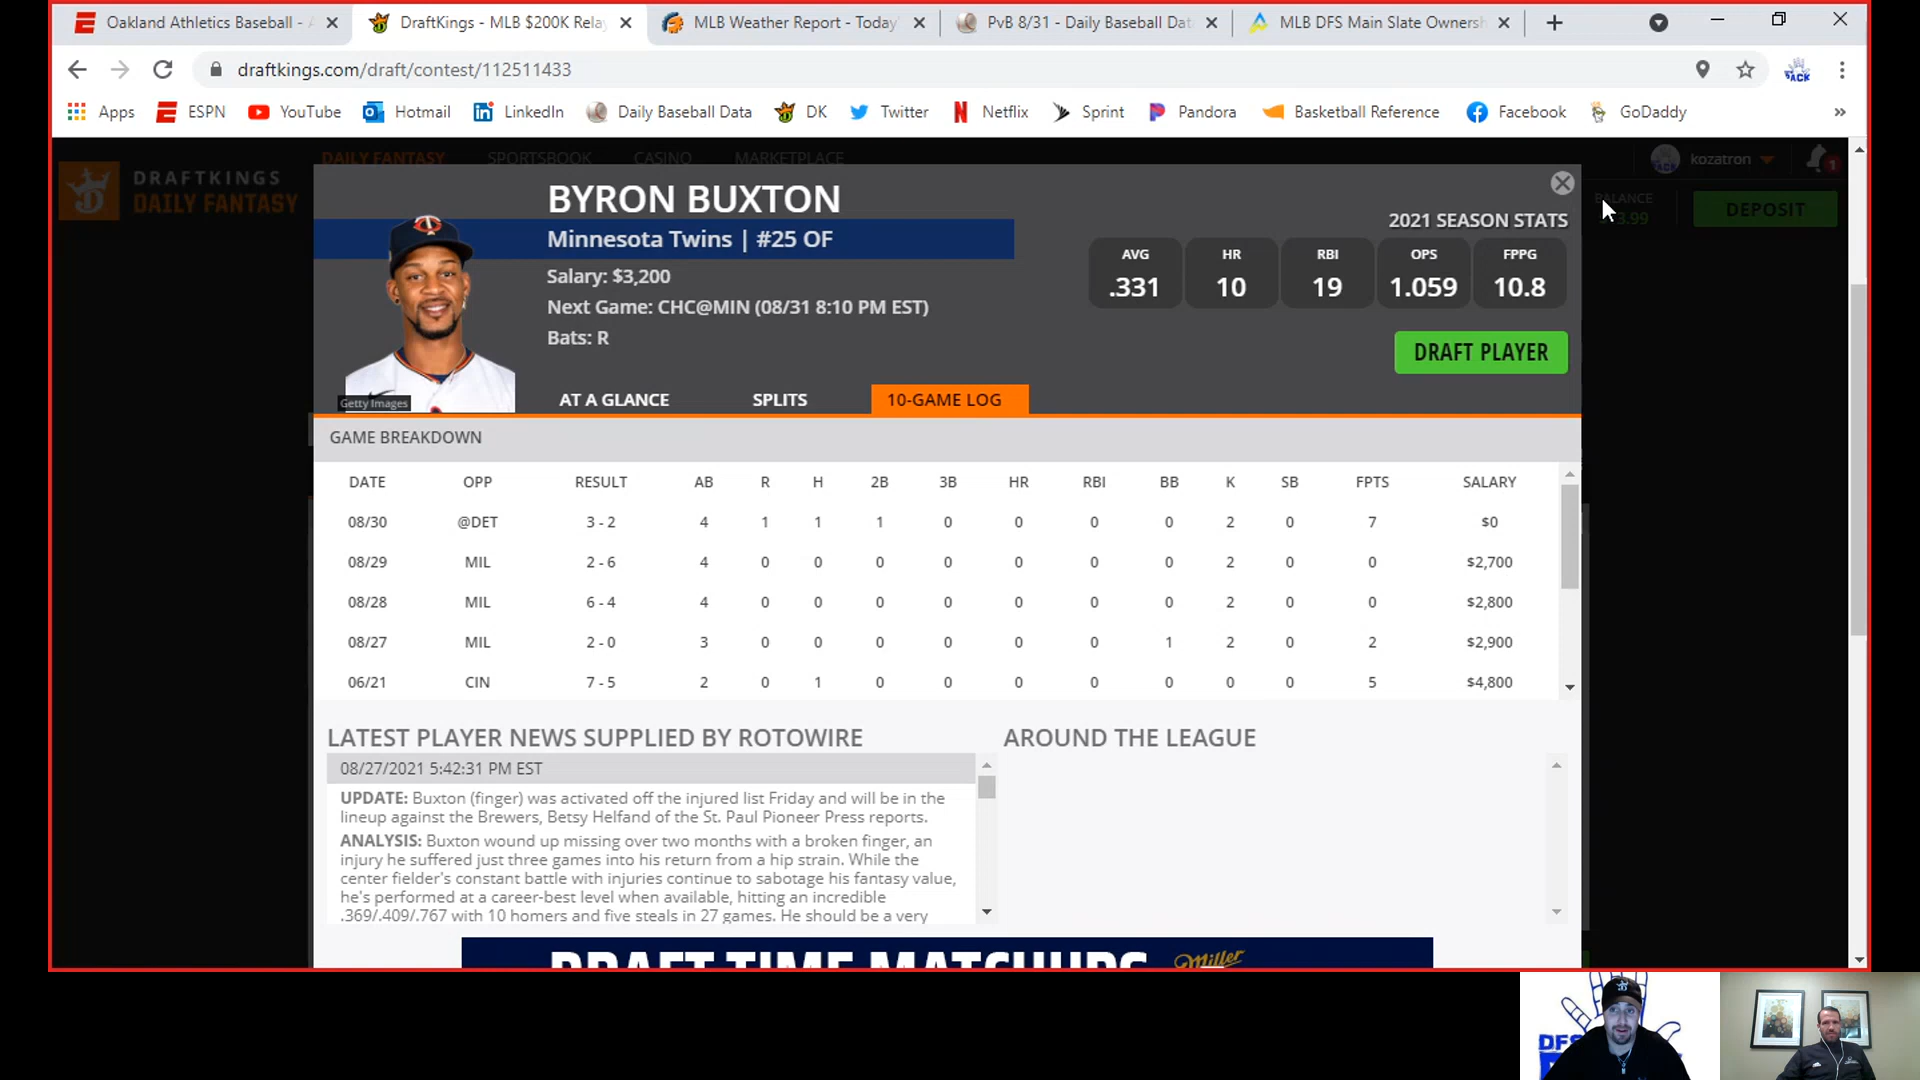 Oakland Athletics Baseball -
DraftKings - MLB $200K Relay
MLB Weather Report - Today'
PvB 8/31 - Daily Baseball Dat
MLB DFS Main Slate Ownersh
draftkings.com/draft/contest/112511433
Apps
ESPN
YouTube
Hotmail
LinkedIn
Daily Baseball Data
DK
Twitter
Netflix
Sprint
Pandora
Basketball Reference
Facebook
GoDaddy
»
DRAFTKINGS
DAILY FANTASY
DAILY FANTASY
SPORTSBOOK
CASINO
MARKETPLACE
kozatron
1
DEPOSIT
BYRON BUXTON
Minnesota Twins | #25 OF
Salary: $3,200
Next Game: CHC@MIN (08/31 8:10 PM EST)
Bats: R
Getty Images
2021 SEASON STATS
AVG HR RBI OPS FPPG
.331 10 19 1.059 10.8
DRAFT PLAYER
AT A GLANCE
SPLITS
10-GAME LOG
GAME BREAKDOWN
DATE OPP RESULT AB R H 2B 3B HR RBI BB K SB FPTS SALARY
08/30 @DET 3 - 2 4 1 1 1 0 0 0 0 2 0 7 $0
08/29 MIL 2 - 6 4 0 0 0 0 0 0 0 2 0 0 $2,700
08/28 MIL 6 - 4 4 0 0 0 0 0 0 0 2 0 0 $2,800
08/27 MIL 2 - 0 3 0 0 0 0 0 0 1 2 0 2 $2,900
06/21 CIN 7 - 5 2 0 1 0 0 0 0 0 0 0 5 $4,800
LATEST PLAYER NEWS SUPPLIED BY ROTOWIRE
08/27/2021 5:42:31 PM EST
UPDATE: Buxton (finger) was activated off the injured list Friday and will be in the
lineup against the Brewers, Betsy Helfand of the St. Paul Pioneer Press reports.
ANALYSIS: Buxton wound up missing over two months with a broken finger, an
injury he suffered just three games into his return from a hip strain. While the
center fielder's constant battle with injuries continue to sabotage his fantasy value,
he's performed at a career-best level when available, hitting an incredible
.369/.409/.767 with 10 homers and five steals in 27 games. He should be a very
AROUND THE LEAGUE
DRAFT TIME MATCHUPS
Miller
DFS